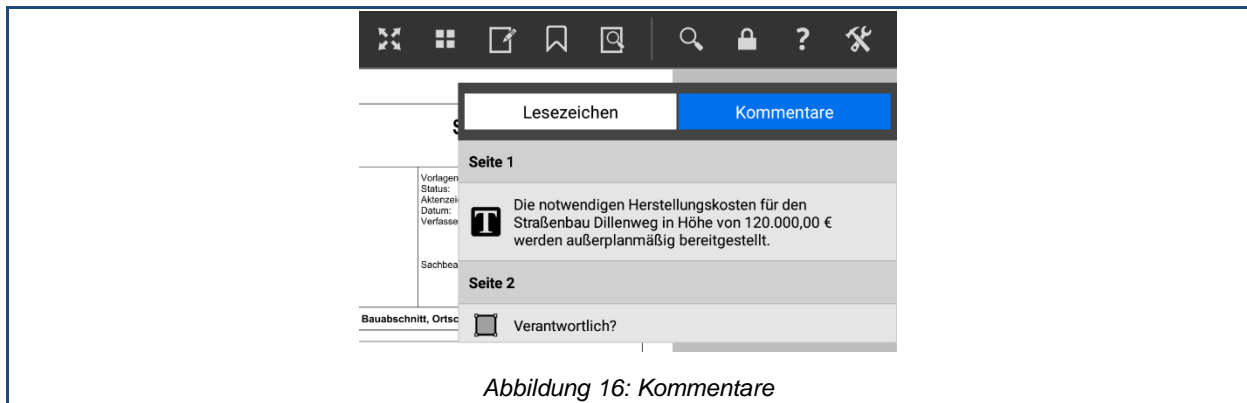 ?
Lesezeichen
Kommentare
S
Seite 1
Vorlagen
Status:
Aktenzei
Datum:
Verfasse
T
Die notwendigen Herstellungskosten für den
Straßenbau Dillenweg in Höhe von 120.000,00 €
werden außerplanmäßig bereitgestellt.
Sachbea
Seite 2
Bauabschnitt, Ortsc
Verantwortlich?
Abbildung 16: Kommentare